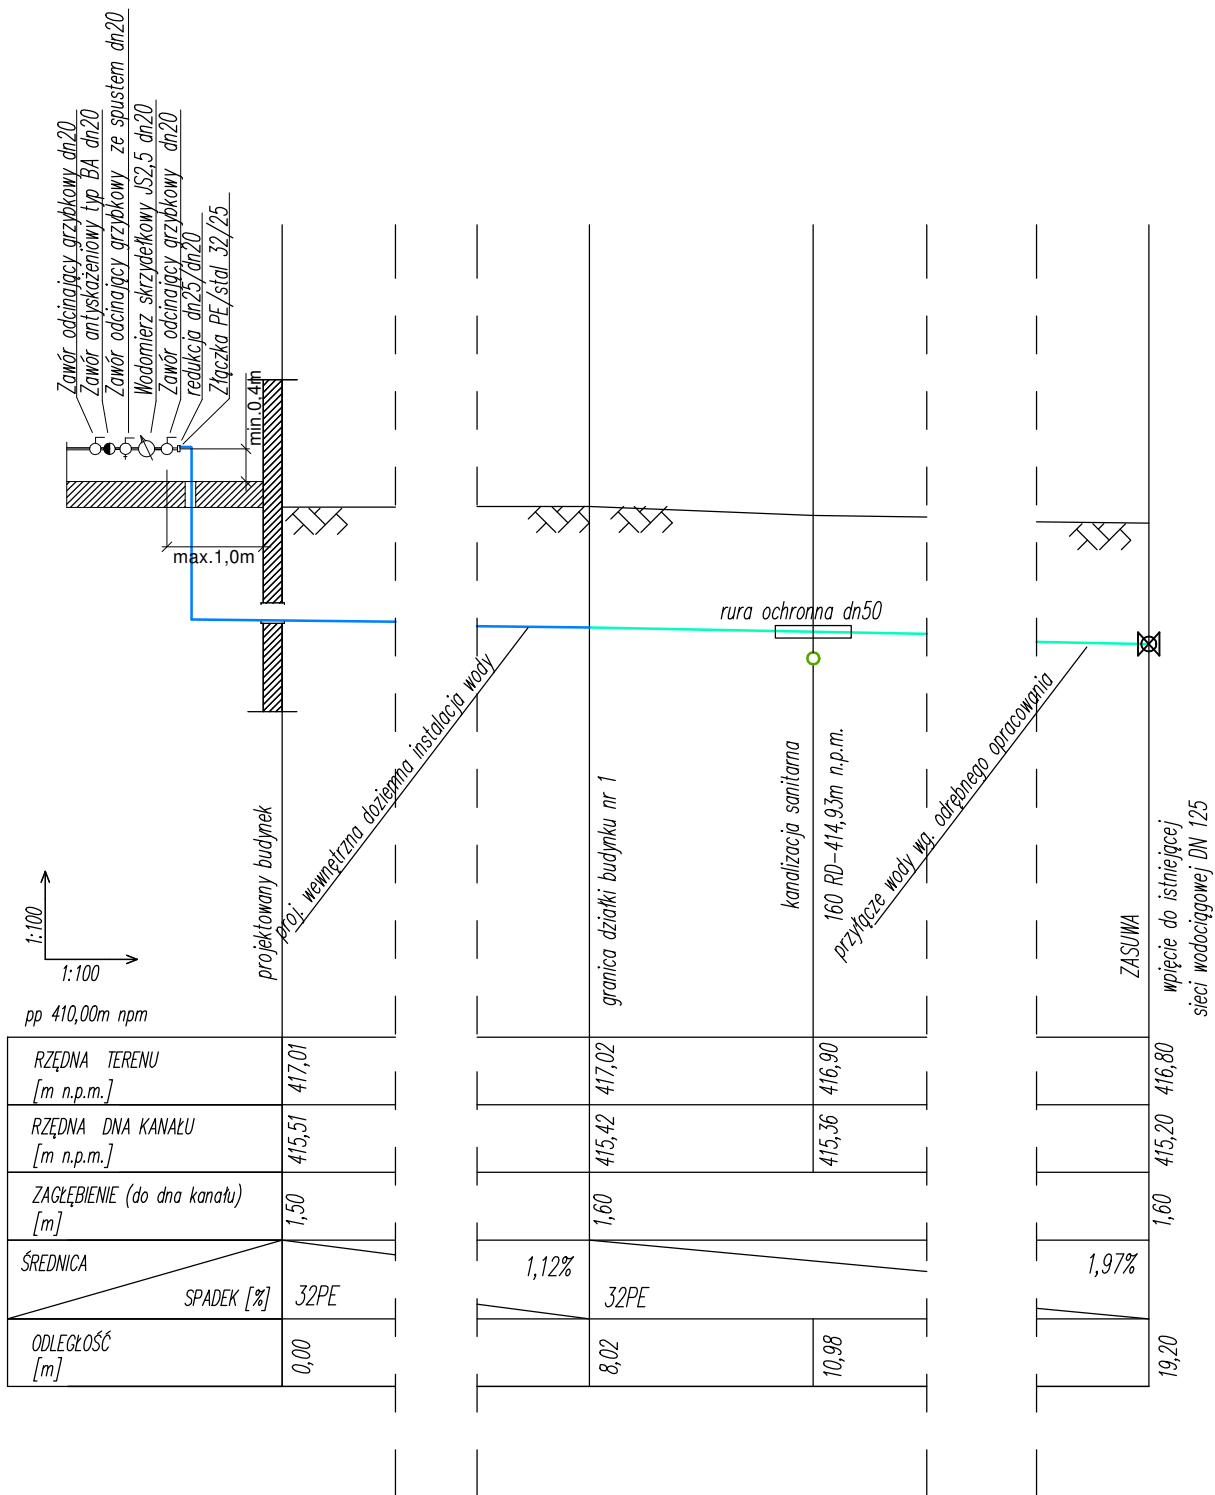 Zawór odcinający grzybkowy dn20
Zawór antyskażeniowy typ BA dn20
Zawór odcinający grzybkowy ze spustem dn20
Wodomierz skrzydełkowy JS2,5 dn20
Zawór odcinający grzybkowy dn20
redukcja dn25/dn20
Złączka PE/stal 32/25
min.0,4m
max.1,0m
rura ochronna dn50
proj. wewnętrzna doziemna instalacja wody
przyłącze wody wg. odrębnego opracowania
projektowany budynek
granica działki budynku nr 1
kanalizacja sanitarna
160 RD-414,93m n.p.m.
ZASUWA
wpięcie do istniejącej
sieci wodociągowej DN 125
1:100
1:100
pp 410,00m npm
RZĘDNA TERENU
[m n.p.m.]
417,01
417,02
416,90
416,80
RZĘDNA DNA KANAŁU
[m n.p.m.]
415,51
415,42
415,36
415,20
ZAGŁĘBIENIE (do dna kanału)
[m]
1,50
1,60
1,60
ŚREDNICA
SPADEK [%]
32PE
1,12%
32PE
1,97%
ODLEGŁOŚĆ
[m]
0,00
8,02
10,98
19,20